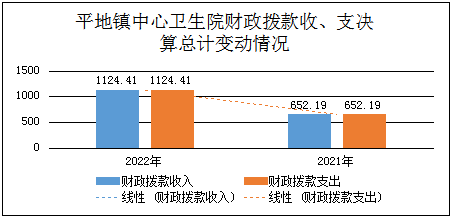 平地镇中心卫生院财政拨款收、支决
算总计变动情况
1500
1000
500
0
1124.41 1124.41
652.19 652.19
2022年 2021年
财政拨款收入 财政拨款支出
线性（财政拨款收入） 线性（财政拨款支出）